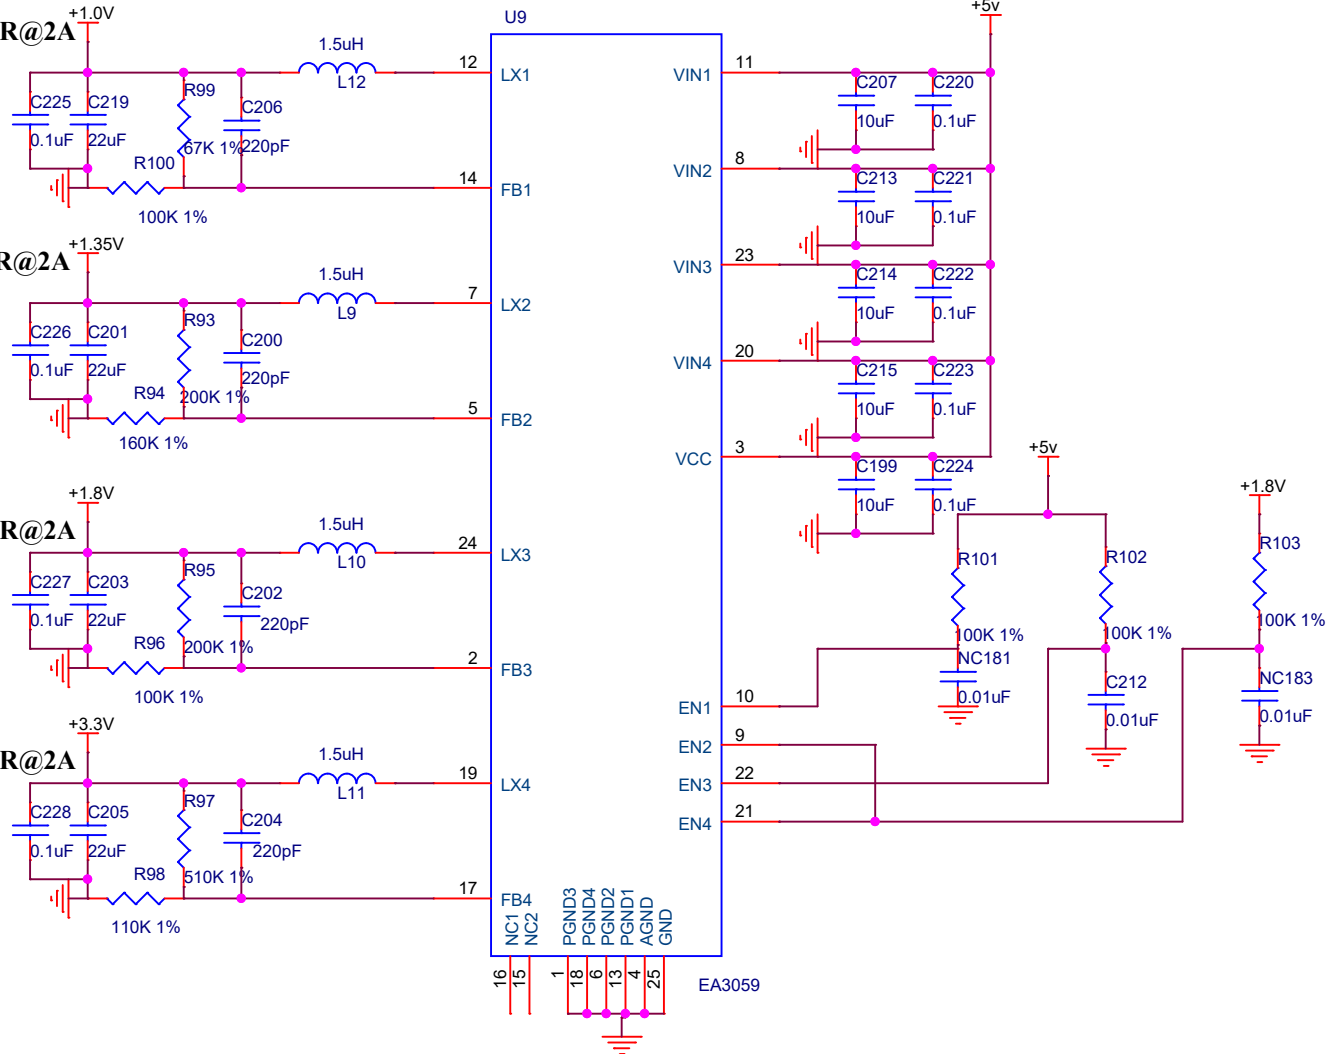 +1.0V
R@2A
1.5uH
L12
C225
0.1uF
C219
22uF
R99
67K 1%
C206
220pF
R100
100K 1%
12
LX1
14
FB1
+1.35V
R@2A
1.5uH
L9
C226
0.1uF
C201
22uF
R93
200K 1%
C200
220pF
R94
160K 1%
7
LX2
5
FB2
+1.8V
R@2A
1.5uH
L10
C227
0.1uF
C203
22uF
R95
200K 1%
C202
220pF
R96
100K 1%
24
LX3
2
FB3
+3.3V
R@2A
1.5uH
L11
C228
0.1uF
C205
22uF
R97
510K 1%
C204
220pF
R98
110K 1%
19
LX4
17
FB4
U9
EA3059
NC1
NC2
PGND3
PGND4
PGND2
PGND1
AGND
GND
16
15
1
18
6
13
4
25
+5v
VIN1
11
C207
10uF
C220
0.1uF
VIN2
8
C213
10uF
C221
0.1uF
VIN3
23
C214
10uF
C222
0.1uF
VIN4
20
C215
10uF
C223
0.1uF
VCC
3
C199
10uF
C224
0.1uF
+5v
+1.8V
R101
100K 1%
NC181
0.01uF
R102
100K 1%
C212
0.01uF
R103
100K 1%
NC183
0.01uF
EN1
10
EN2
9
EN3
22
EN4
21